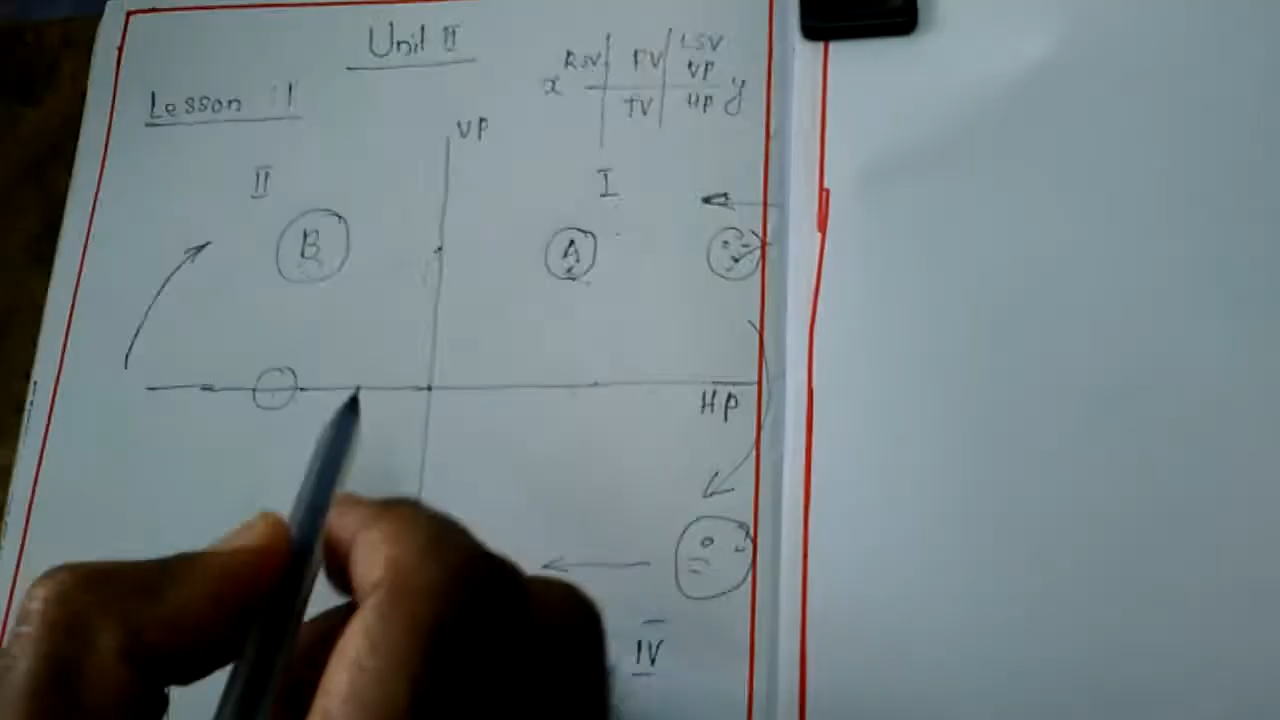 Unit II
Lesson 11
RSV FV LSV
VP
x TV HP y
VP
II I
B A
HP
IV